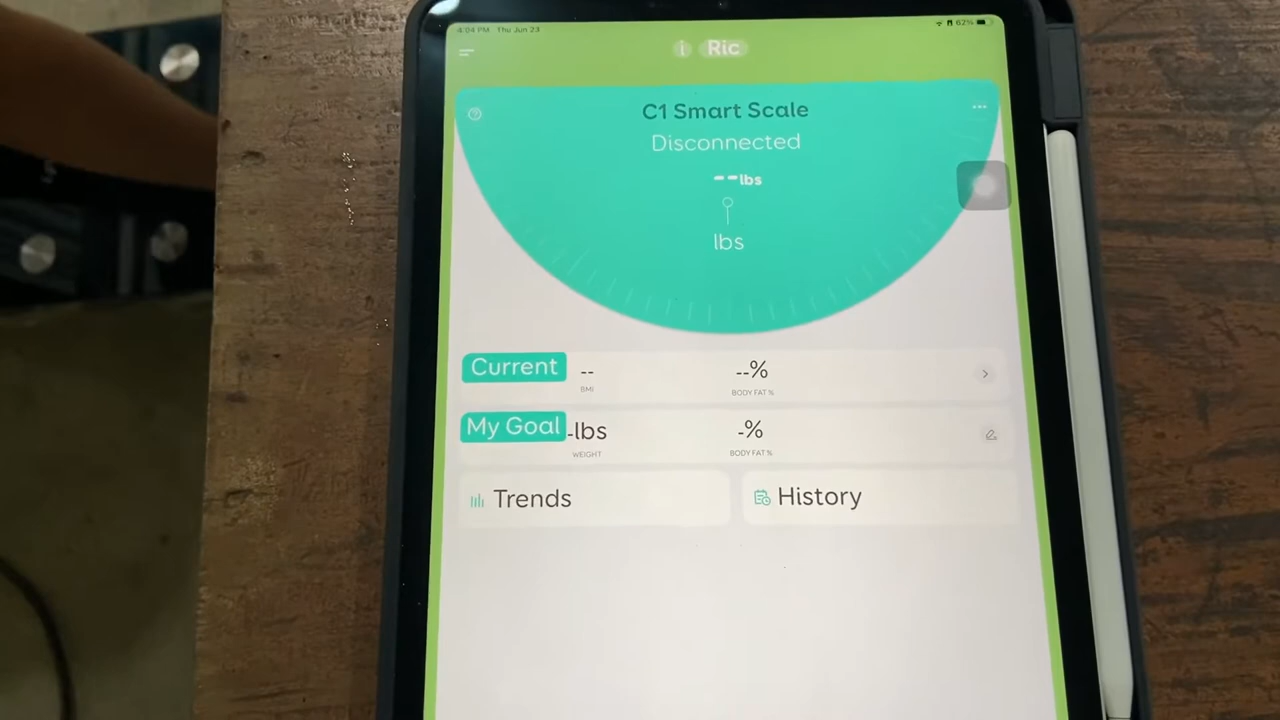 4:04 PM Thu Jun 23
62%
i Ric
C1 Smart Scale
Disconnected
--lbs
lbs
Current -- --%
BMI BODY FAT %
My Goal -lbs -%
WEIGHT BODY FAT %
Trends History